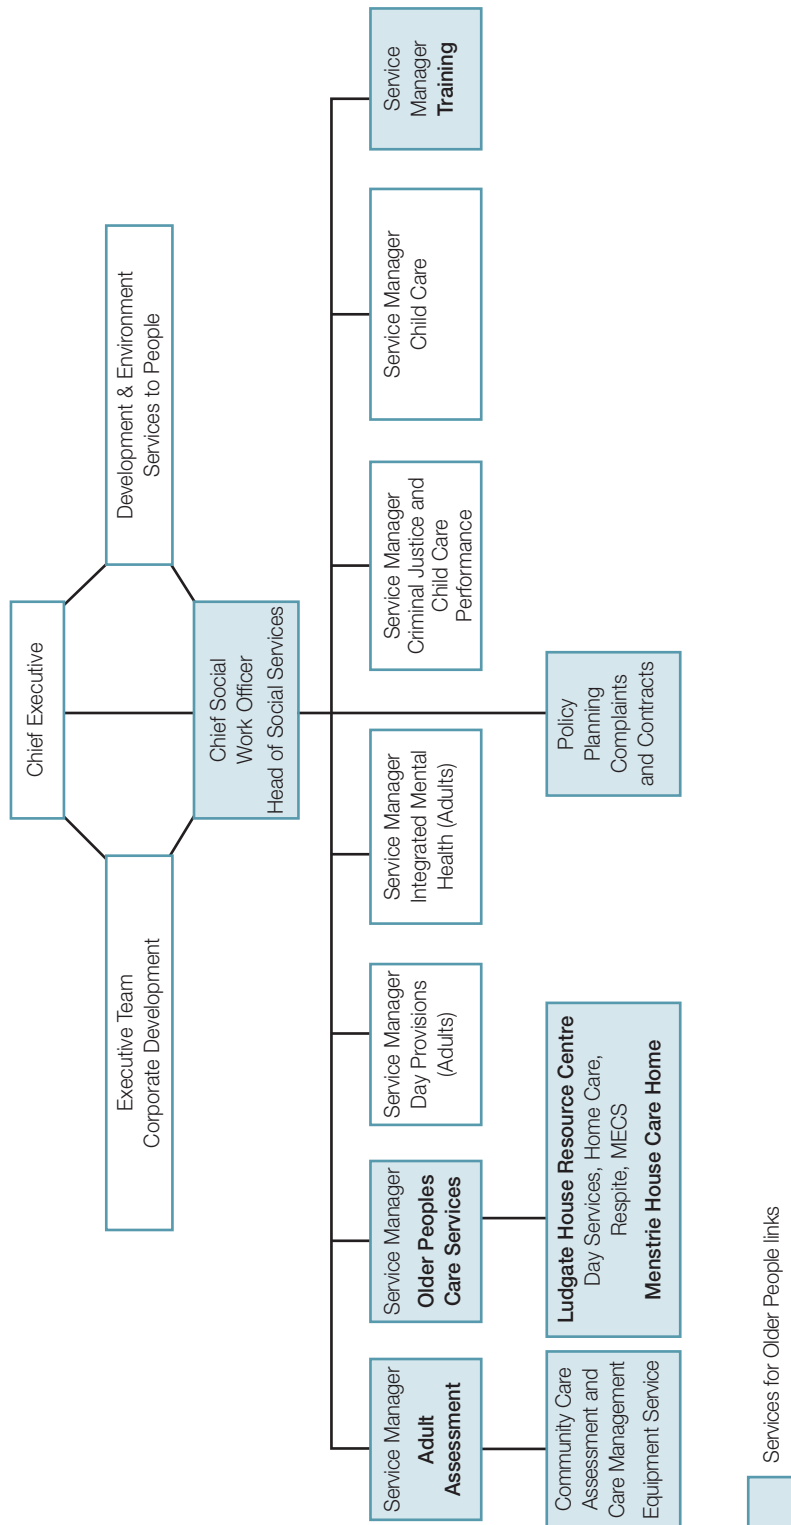 Chief Executive
Executive Team
Corporate Development
Development & Environment
Services to People
Chief Social
Work Officer
Head of Social Services
Service Manager
Adult
Assessment
Service Manager
Older Peoples
Care Services
Service Manager
Day Provisions
(Adults)
Service Manager
Integrated Mental
Health (Adults)
Service Manager
Criminal Justice and
Child Care
Performance
Service Manager
Child Care
Service
Manager
Training
Community Care
Assessment and
Care Management
Equipment Service
Ludgate House Resource Centre
Day Services, Home Care,
Respite, MECS
Menstrie House Care Home
Policy
Planning
Complaints
and Contracts
Services for Older People links